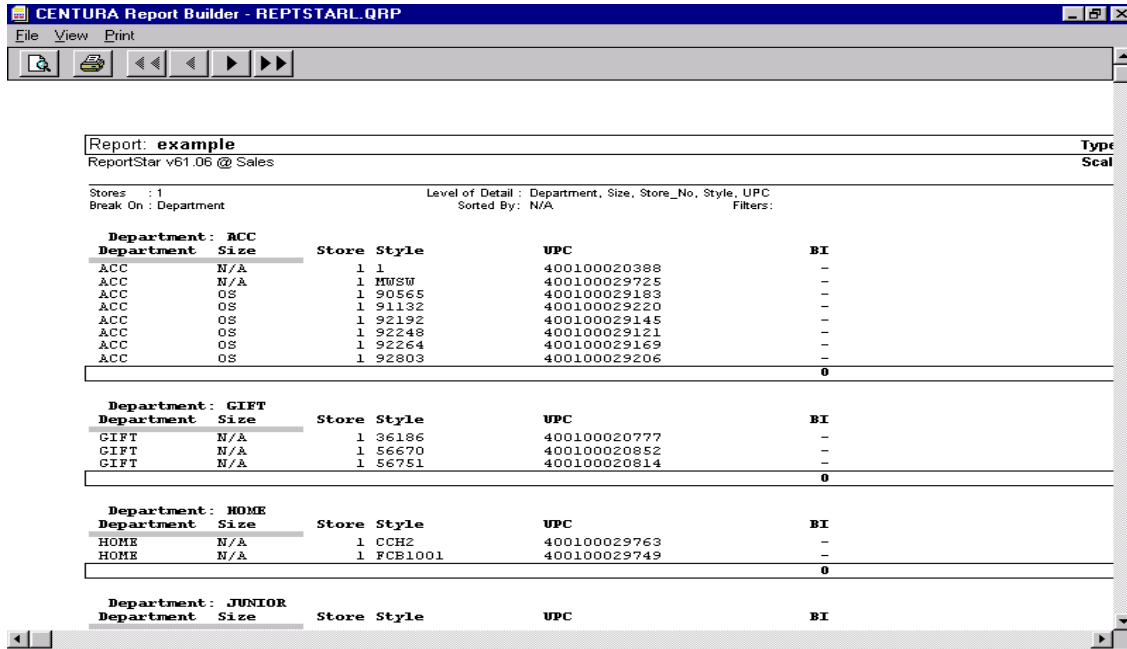 CENTURA Report Builder - REPTSTARL.QRP
File View Print
Report: example Type
ReportStar v61.06 @ Sales Scal
Stores : 1 Level of Detail : Department, Size, Store_No, Style, UPC
Break On : Department Sorted By: N/A Filters:
Department: ACC
Department Size Store Style UPC BI
ACC N/A 1 1 400100020388 -
ACC N/A 1 MWSW 400100029725 -
ACC OS 1 90565 400100029183 -
ACC OS 1 91132 400100029220 -
ACC OS 1 92192 400100029145 -
ACC OS 1 92248 400100029121 -
ACC OS 1 92264 400100029169 -
ACC OS 1 92803 400100029206 -
0
Department: GIFT
Department Size Store Style UPC BI
GIFT N/A 1 36186 400100020777 -
GIFT N/A 1 56670 400100020852 -
GIFT N/A 1 56751 400100020814 -
0
Department: HOME
Department Size Store Style UPC BI
HOME N/A 1 CCH2 400100029763 -
HOME N/A 1 FCB1001 400100029749 -
0
Department: JUNIOR
Department Size Store Style UPC BI